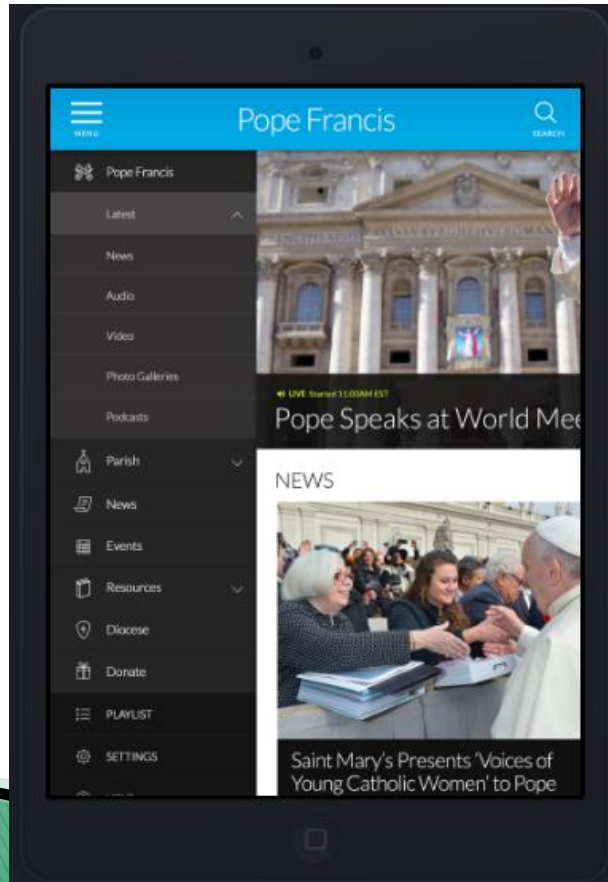 MENU
Pope Francis
SEARCH
Pope Francis
Latest
News
Audio
Video
Photo Galleries
Podcasts
Parish
News
Events
Resources
Diocese
Donate
PLAYLIST
SETTINGS
LIVE Started 11:00AM EST
Pope Speaks at World Mee
NEWS
Saint Mary's Presents 'Voices of
Young Catholic Women' to Pope